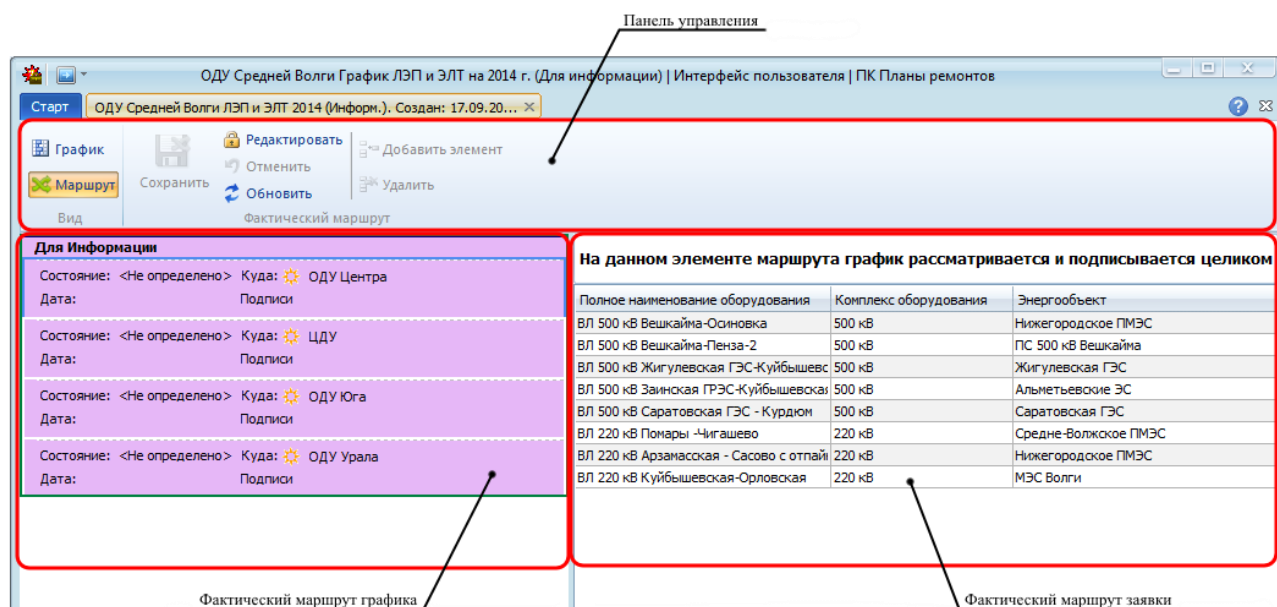 Панель управления
ОДУ Средней Волги График ЛЭП и ЭЛТ на 2014 г. (Для информации) | Интерфейс пользователя | ПК Планы ремонтов
Старт ОДУ Средней Волги ЛЭП и ЭЛТ 2014 (Информ.). Создан: 17.09.20...
График Сохранить Редактировать Добавить элемент
Отменить
Маршрут Обновить Удалить
Вид Фактический маршрут
Для Информации
Состояние: <Не определено> Куда: ОДУ Центра
Дата: Подписи
Состояние: <Не определено> Куда: ЦДУ
Дата: Подписи
Состояние: <Не определено> Куда: ОДУ Юга
Дата: Подписи
Состояние: <Не определено> Куда: ОДУ Урала
Дата: Подписи
На данном элементе маршрута график рассматривается и подписывается целиком
Полное наименование оборудования Комплекс оборудования Энергообъект
ВЛ 500 кВ Вешкайма-Осиновка 500 кВ Нижегородское ПМЭС
ВЛ 500 кВ Вешкайма-Пенза-2 500 кВ ПС 500 кВ Вешкайма
ВЛ 500 кВ Жигулевская ГЭС-Куйбышевс 500 кВ Жигулевская ГЭС
ВЛ 500 кВ Заинская ГРЭС-Куйбышевская 500 кВ Альметьевские ЭС
ВЛ 500 кВ Саратовская ГЭС - Курдюм 500 кВ Саратовская ГЭС
ВЛ 220 кВ Помары -Чигашево 220 кВ Средне-Волжское ПМЭС
ВЛ 220 кВ Арзамасская - Сасово с отпай 220 кВ Нижегородское ПМЭС
ВЛ 220 кВ Куйбышевская-Орловская 220 кВ МЭС Волги
Фактический маршрут графика
Фактический маршрут заявки